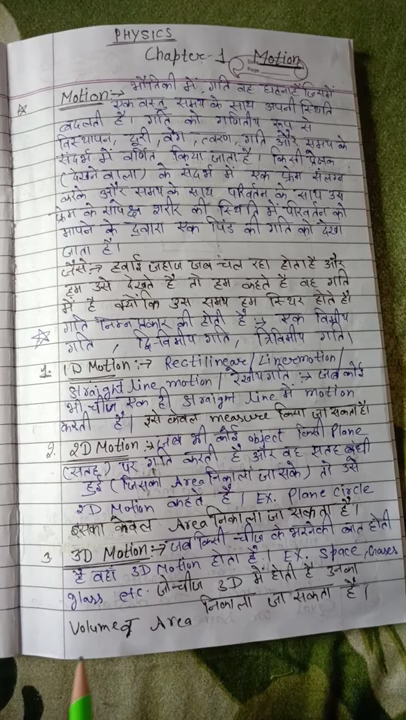 PHYSICS
Chapter-1 Motion
Motion:→ भौतिकी में, गति वह घटना है जिसमें
एक वस्तु समय के साथ अपनी स्थिति
बदलती है। गति को गणितीय रूप से
विस्थापन, दूरी, वेग, त्वरण, गति और समय के
संदर्भ में वर्णित किया जाता है। किसी प्रेक्षक
(देखने वाला) के संदर्भ में एक फ्रेम संलग्न
करके और समय के साथ परिवर्तन के साथ उस
फ्रम के सापेक्ष शरीर की स्थिति में परिवर्तन को
मापने के द्वारा एक पिंड की गति को देखा
जाता है।
जैसे:→ हवाई जहाज जब चल रहा होता है और
हम उसे देखते है तो हम कहते है वह गति
में है क्योंकि उस समय हम स्थिर होते है।
गति निम्न प्रकार की होती है:→ एक विमीय
गति, द्वि विमीय गति, त्रिविमीय गति।
1. 1D Motion:→ Rectilinear/Linermotion/
straight line motion/रेखीयगति:→ जब कोई
भी चीज एक ही straight line में motion
करती है। इसे केवल measure किया जा सकता है।
2. 2D Motion:→ जब भी कोई object किसी Plane
(सतह) पर गति करती है और वह सतह बंधी
हुई (जिसका Area निकाला जा सके) तो उसे
2D Motion कहते है। EX. Plane Circle
इसका केवल Area निकाला जा सकता है।
3. 3D Motion:→ जब किसी चीज के भरनेकी बात होती
है वहां 3D Motion होता है। EX. Space,
glass etc. जो चीज 3D में होती है उनका
Volume व Area निकाला जा सकता है।